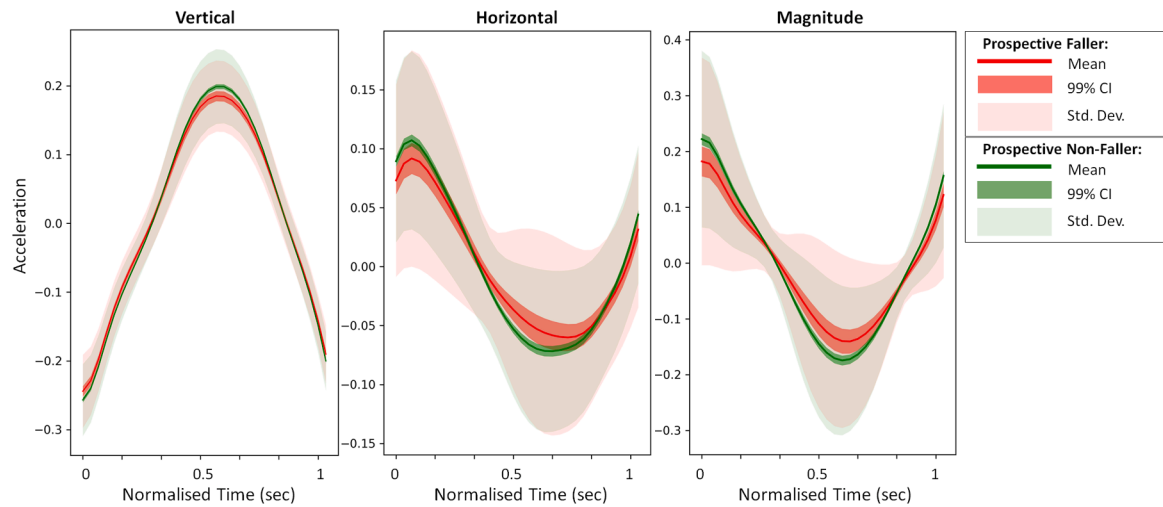 Vertical
Horizontal
Magnitude
Acceleration
0.2
0.1
0.0
−0.1
−0.2
−0.3
0
0.5
1
Normalised Time (sec)
0.15
0.10
0.05
0.00
−0.05
−0.10
−0.15
0
0.5
1
Normalised Time (sec)
0.4
0.3
0.2
0.1
0.0
−0.1
−0.2
−0.3
0
0.5
1
Normalised Time (sec)
Prospective Faller:
Mean
99% CI
Std. Dev.
Prospective Non-Faller:
Mean
99% CI
Std. Dev.